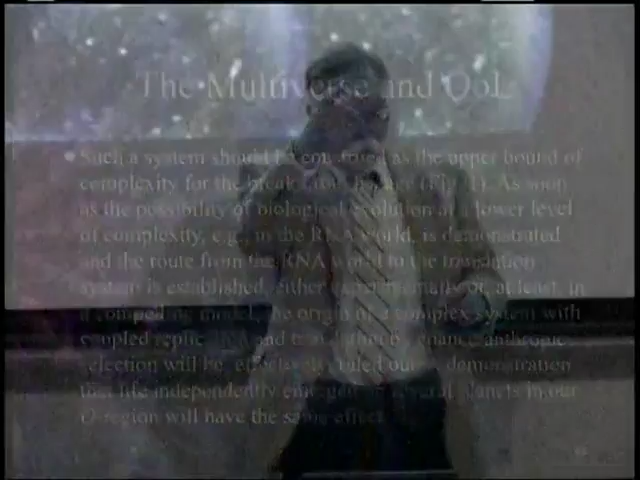 The Multiverse and OoL
• Such a system should be construed as the upper bound of
complexity for the breakthrough stage (Fig. 1). As soon
as the possibility of biological evolution at a lower level
of complexity, e.g., in the RNA world, is demonstrated
and the route from the RNA world to the translation
system is established, either experimentally or, at least, in
a compelling model, the origin of a complex system with
coupled replication and translation by chance anthropic
selection will be, effectively, ruled out. demonstration
that life independently emerged on several planets in our
O-region will have the same effect